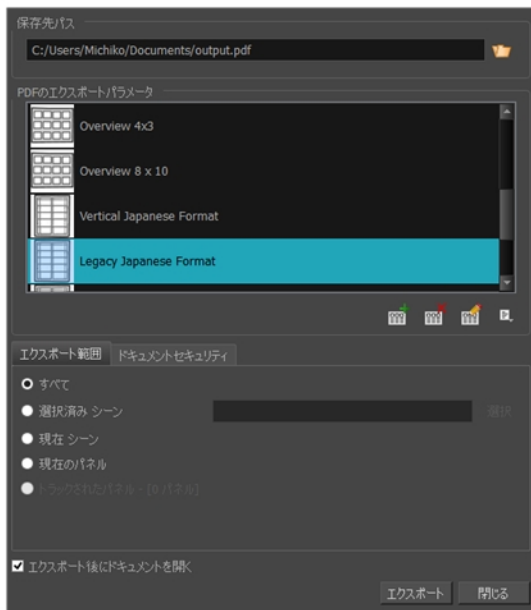 保存先パス
C:/Users/Michiko/Documents/output.pdf
PDFのエクスポートパラメータ
Overview 4x3
Overview 8 x 10
Vertical Japanese Format
Legacy Japanese Format
エクスポート範囲 ドキュメントセキュリティ
すべて
選択済み シーン 選択
現在 シーン
現在のパネル
トラックされたパネル - [0 パネル]
エクスポート後にドキュメントを開く
エクスポート 閉じる